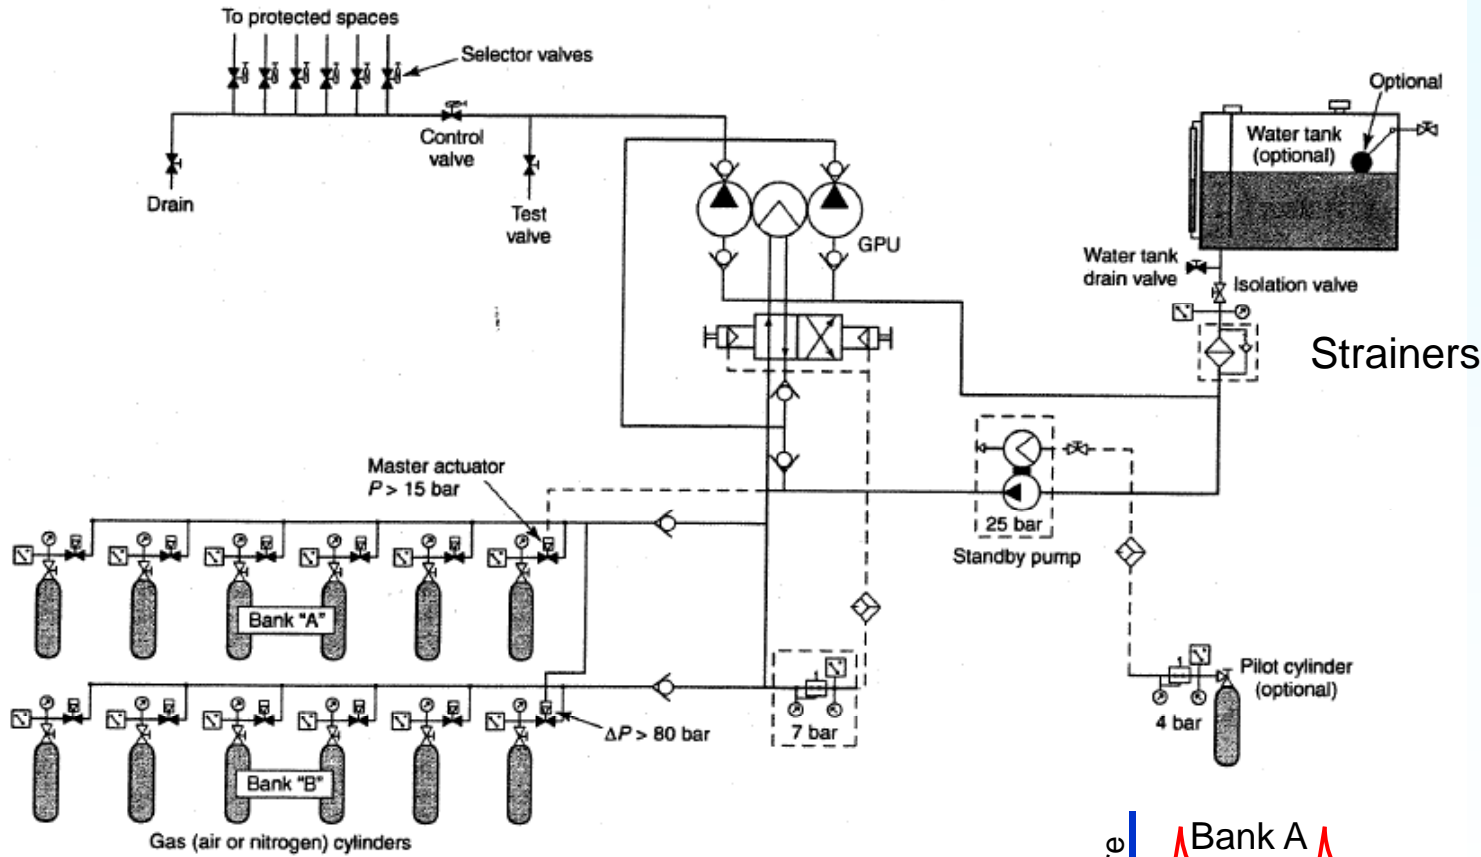 To protected spaces
Selector valves
Optional
Control
valve
Water tank
(optional)
Drain
Test
valve
GPU
Water tank
drain valve
Isolation valve
Strainers
Master actuator
P > 15 bar
25 bar
Standby pump
Bank "A"
Pilot cylinder
(optional)
4 bar
ΔP > 80 bar
7 bar
Bank "B"
Gas (air or nitrogen) cylinders
Bank A